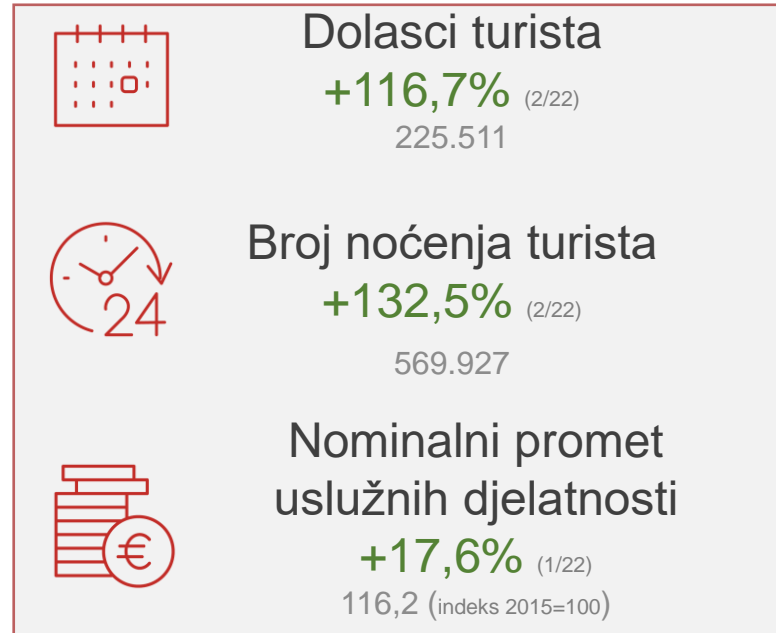 Dolasci turista
+116,7% (2/22)
225.511
24
Broj noćenja turista
+132,5% (2/22)
569.927
€
Nominalni promet
uslužnih djelatnosti
+17,6% (1/22)
116,2 (indeks 2015=100)